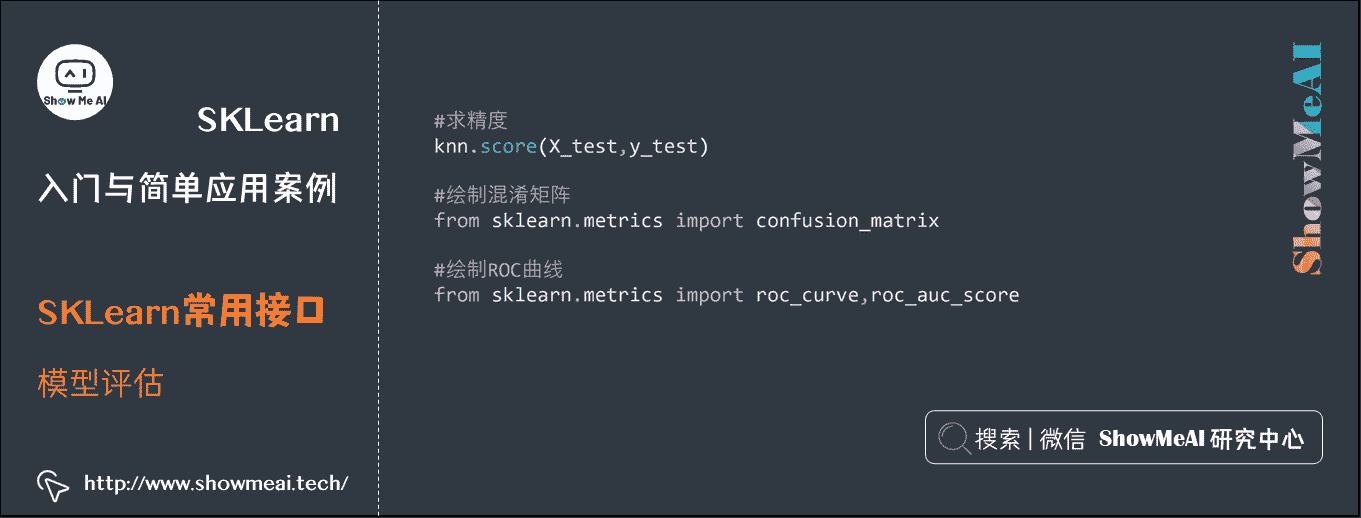 Show Me AI
SKLearn
入门与简单应用案例
SKLearn常用接口
模型评估
http://www.showmeai.tech/
#求精度
knn.score(X_test,y_test)
#绘制混淆矩阵
from sklearn.metrics import confusion_matrix
#绘制ROC曲线
from sklearn.metrics import roc_curve,roc_auc_score
搜索 | 微信 ShowMeAI 研究中心
ShowMeAI